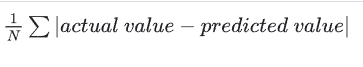 1/N ∑ |actual value − predicted value|